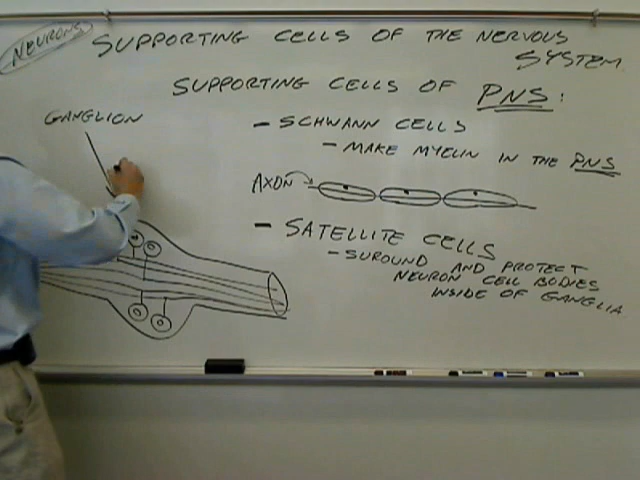 NEURONS
SUPPORTING CELLS OF THE NERVOUS
SYSTEM
SUPPORTING CELLS OF PNS:
GANGLION
- SCHWANN CELLS
- MAKE MYELIN IN THE PNS
AXON
- SATELLITE CELLS
- SUROUND AND PROTECT
NEURON CELL BODIES
INSIDE OF GANGLIA